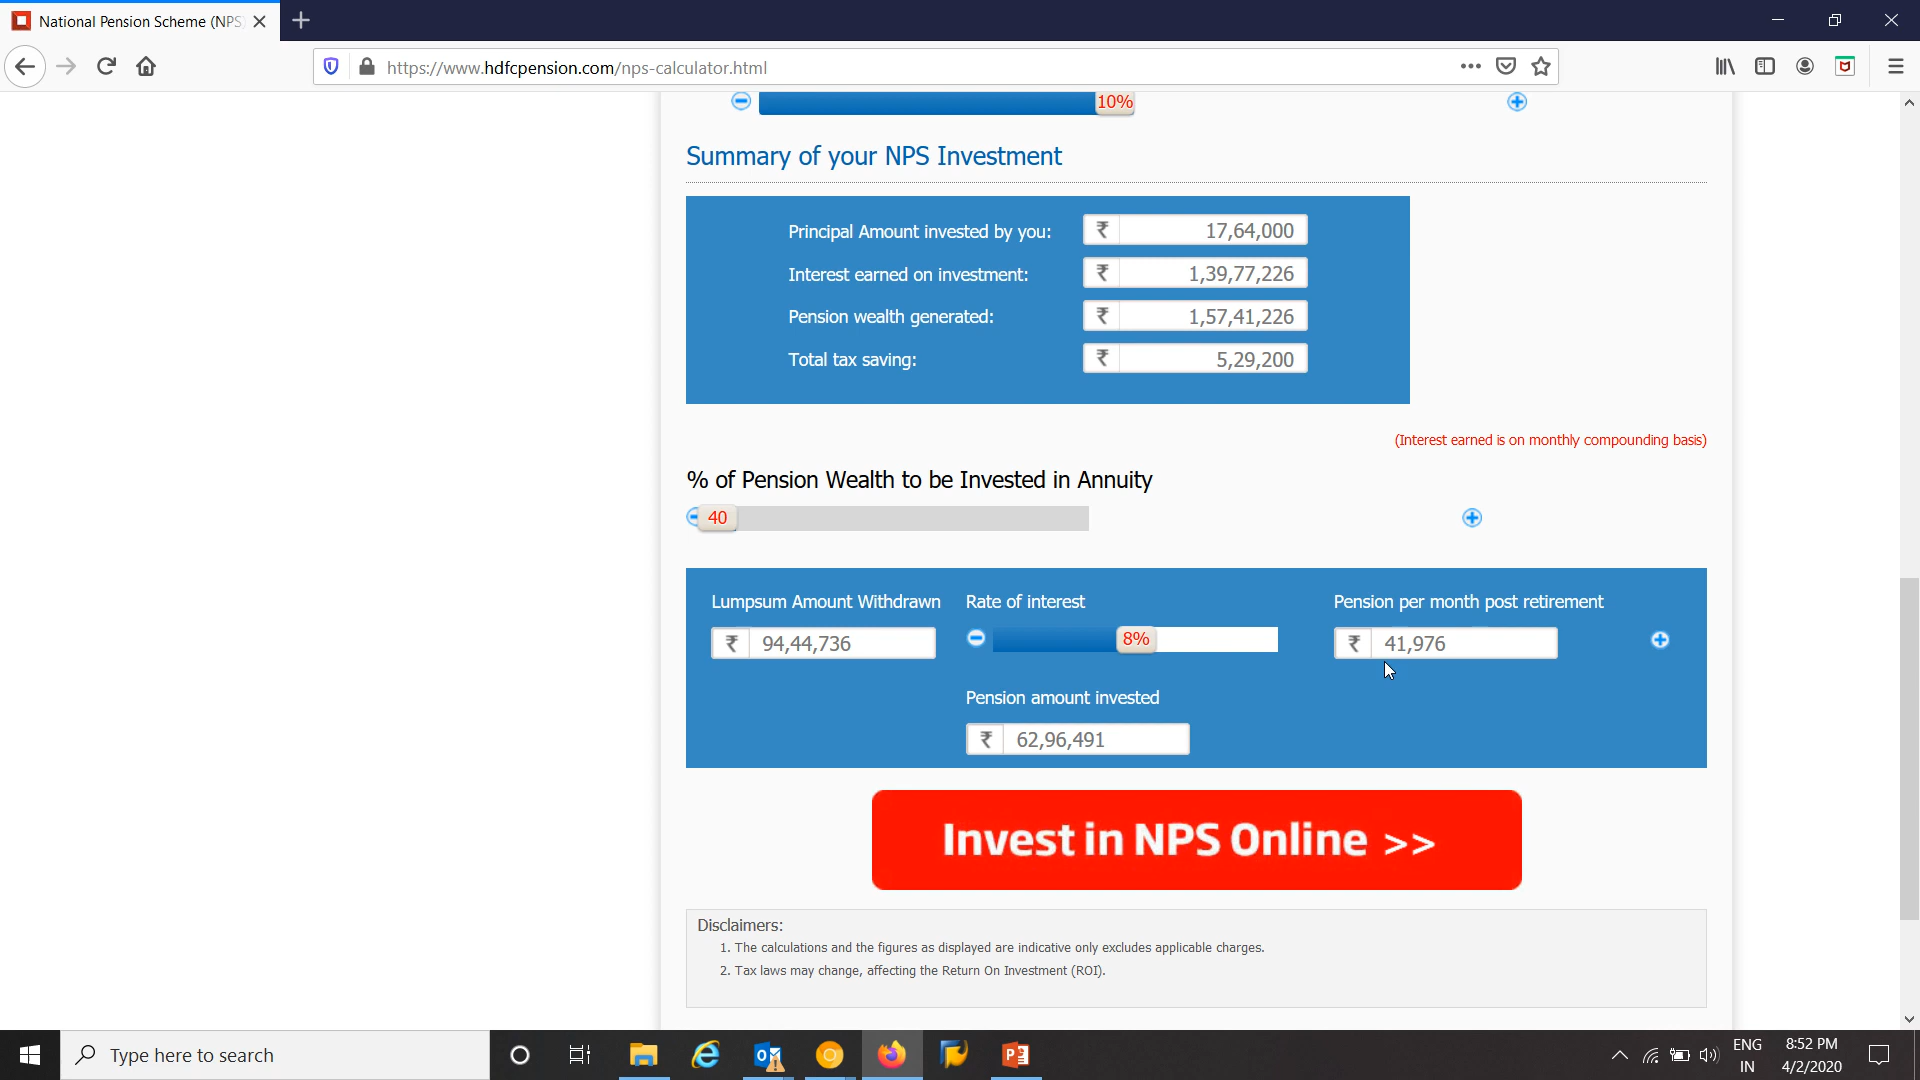 National Pension Scheme (NPS)
https://www.hdfcpension.com/nps-calculator.html
10%
Summary of your NPS Investment
Principal Amount invested by you: ₹ 17,64,000
Interest earned on investment: ₹ 1,39,77,226
Pension wealth generated: ₹ 1,57,41,226
Total tax saving: ₹ 5,29,200
(Interest earned is on monthly compounding basis)
% of Pension Wealth to be Invested in Annuity
40
Lumpsum Amount Withdrawn Rate of interest Pension per month post retirement
₹ 94,44,736 8% ₹ 41,976
Pension amount invested
₹ 62,96,491
Invest in NPS Online >>
Disclaimers:
1. The calculations and the figures as displayed are indicative only excludes applicable charges.
2. Tax laws may change, affecting the Return On Investment (ROI).
Type here to search
ENG
IN
8:52 PM
4/2/2020